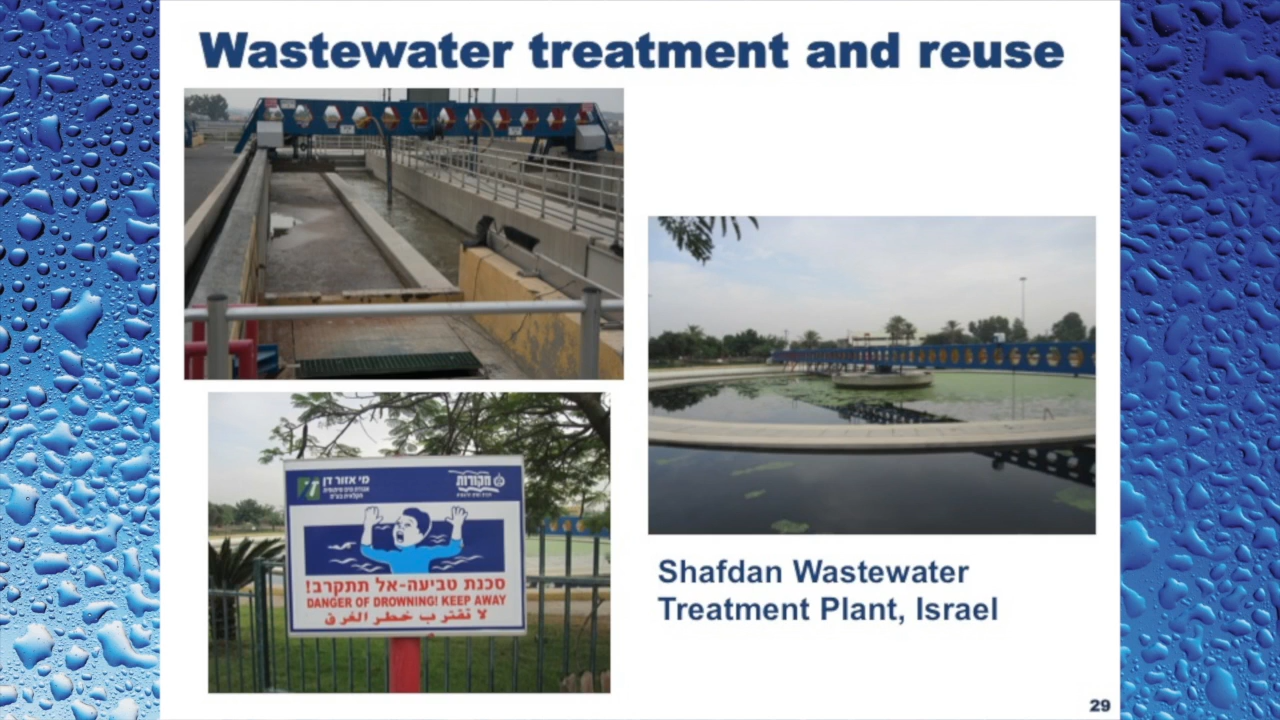 Wastewater treatment and reuse
מי אזור דן
מקורות
סכנת טביעה-אל תתקרב!
DANGER OF DROWNING! KEEP AWAY
لا تقترب خطر الغرق
Shafdan Wastewater
Treatment Plant, Israel
29